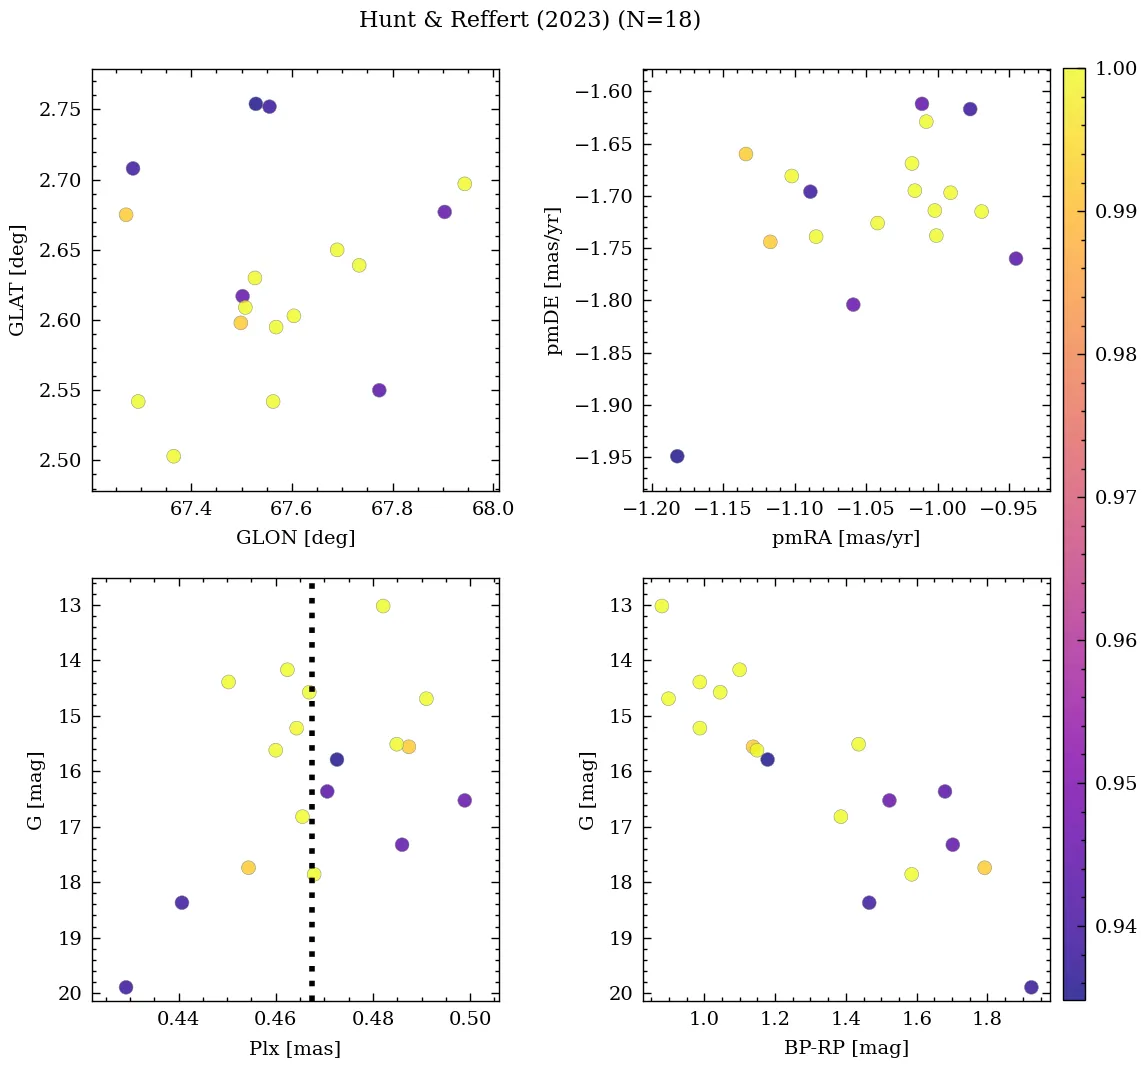 Hunt & Reffert (2023) (N=18)
2.75
2.70
2.65
2.60
2.55
2.50
GLAT [deg]
67.4 67.6 67.8 68.0
GLON [deg]
−1.60
−1.65
−1.70
−1.75
−1.80
−1.85
−1.90
−1.95
pmDE [mas/yr]
−1.20 −1.15 −1.10 −1.05 −1.00 −0.95
pmRA [mas/yr]
13
14
15
16
17
18
19
20
G [mag]
0.44 0.46 0.48 0.50
Plx [mas]
13
14
15
16
17
18
19
20
G [mag]
1.0 1.2 1.4 1.6 1.8
BP-RP [mag]
1.00
0.99
0.98
0.97
0.96
0.95
0.94